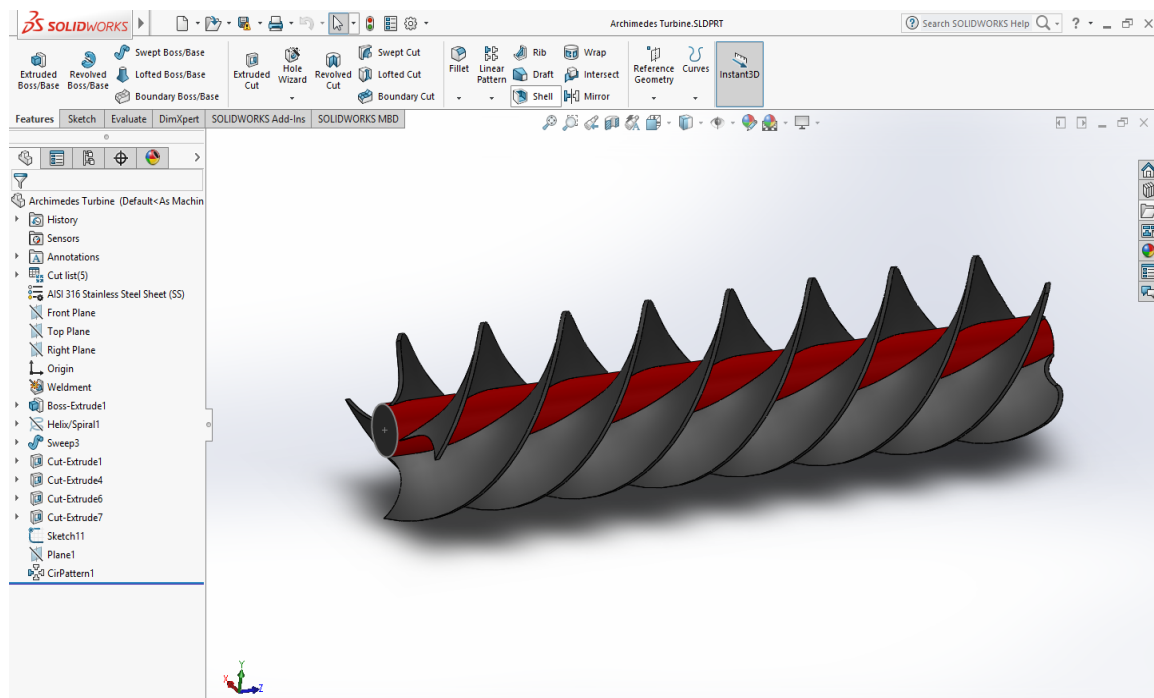 SOLIDWORKS
Archimedes Turbine.SLDPRT
Search SOLIDWORKS Help
?
Extruded Boss/Base
Revolved Boss/Base
Swept Boss/Base
Lofted Boss/Base
Boundary Boss/Base
Extruded Cut
Hole Wizard
Revolved Cut
Swept Cut
Lofted Cut
Boundary Cut
Fillet
Linear Pattern
Rib
Draft
Shell
Wrap
Intersect
Mirror
Reference Geometry
Curves
Instant3D
Features
Sketch
Evaluate
DimXpert
SOLIDWORKS Add-Ins
SOLIDWORKS MBD
Archimedes Turbine (Default<As Machin
History
Sensors
Annotations
Cut list(5)
AISI 316 Stainless Steel Sheet (SS)
Front Plane
Top Plane
Right Plane
Origin
Weldment
Boss-Extrude1
Helix/Spiral1
Sweep3
Cut-Extrude1
Cut-Extrude4
Cut-Extrude6
Cut-Extrude7
Sketch11
Plane1
CirPattern1
Y
X
Z